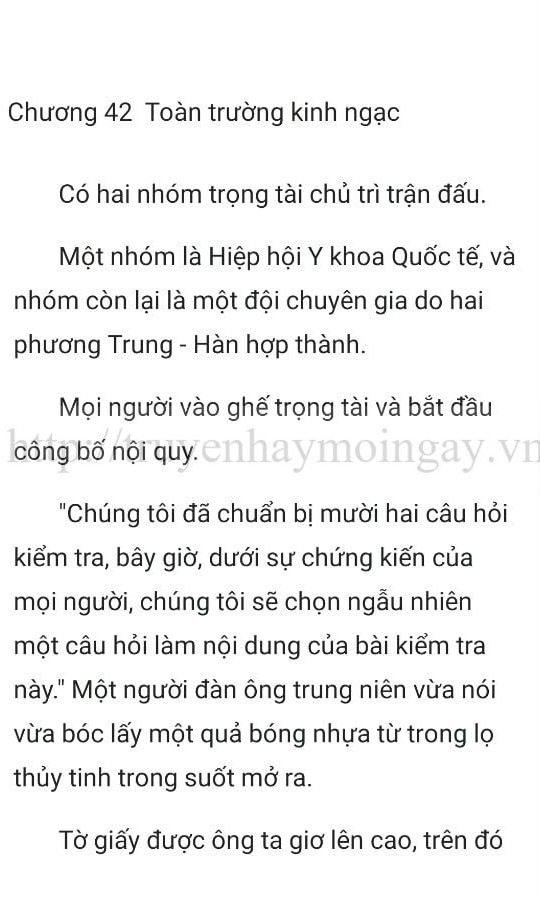 Chương 42 Toàn trường kinh ngạc
Có hai nhóm trọng tài chủ trì trận đấu.
Một nhóm là Hiệp hội Y khoa Quốc tế, và
nhóm còn lại là một đội chuyên gia do hai
phương Trung - Hàn hợp thành.
Mọi người vào ghế trọng tài và bắt đầu
công bố nội quy.
http://truyenhaymoingay.vn
"Chúng tôi đã chuẩn bị mười hai câu hỏi
kiểm tra, bây giờ, dưới sự chứng kiến của
mọi người, chúng tôi sẽ chọn ngẫu nhiên
một câu hỏi làm nội dung của bài kiểm tra
này." Một người đàn ông trung niên vừa nói
vừa bóc lấy một quả bóng nhựa từ trong lọ
thủy tinh trong suốt mở ra.
Tờ giấy được ông ta giơ lên cao, trên đó